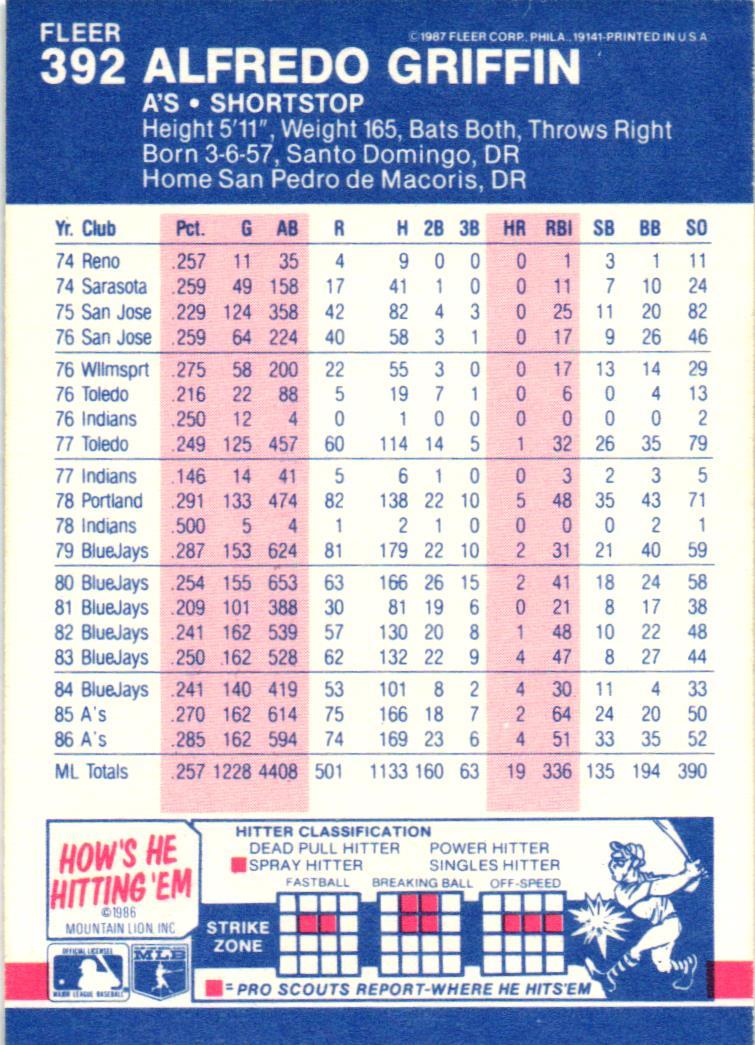 FLEER
©1987 FLEER CORP., PHILA., 19141-PRINTED IN U S A
392 ALFREDO GRIFFIN
A'S • SHORTSTOP
Height 5'11", Weight 165, Bats Both, Throws Right
Born 3-6-57, Santo Domingo, DR
Home San Pedro de Macoris, DR
Yr. Club Pct. G AB R H 2B 3B HR RBI SB BB SO
74 Reno .257 11 35 4 9 0 0 0 1 3 1 11
74 Sarasota .259 49 158 17 41 1 0 0 11 7 10 24
75 San Jose .229 124 358 42 82 4 3 0 25 11 20 82
76 San Jose .259 64 224 40 58 3 1 0 17 9 26 46
76 Wllmsprt .275 58 200 22 55 3 0 0 17 13 14 29
76 Toledo .216 22 88 5 19 7 1 0 6 0 4 13
76 Indians .250 12 4 0 1 0 0 0 0 0 0 2
77 Toledo .249 125 457 60 114 14 5 1 32 26 35 79
77 Indians .146 14 41 5 6 1 0 0 3 2 3 5
78 Portland .291 133 474 82 138 22 10 5 48 35 43 71
78 Indians .500 5 4 1 2 1 0 0 0 0 2 1
79 BlueJays .287 153 624 81 179 22 10 2 31 21 40 59
80 BlueJays .254 155 653 63 166 26 15 2 41 18 24 58
81 BlueJays .209 101 388 30 81 19 6 0 21 8 17 38
82 BlueJays .241 162 539 57 130 20 8 1 48 10 22 48
83 BlueJays .250 162 528 62 132 22 9 4 47 8 27 44
84 BlueJays .241 140 419 53 101 8 2 4 30 11 4 33
85 A's .270 162 614 75 166 18 7 2 64 24 20 50
86 A's .285 162 594 74 169 23 6 4 51 33 35 52
ML Totals .257 1228 4408 501 1133 160 63 19 336 135 194 390
HOW'S HE
HITTING 'EM
©1986
MOUNTAIN LION, INC
HITTER CLASSIFICATION
DEAD PULL HITTER POWER HITTER
SPRAY HITTER SINGLES HITTER
FASTBALL BREAKING BALL OFF-SPEED
STRIKE
ZONE
OFFICIAL LICENSEE
MAJOR LEAGUE BASEBALL
MLB
= PRO SCOUTS REPORT-WHERE HE HITS'EM